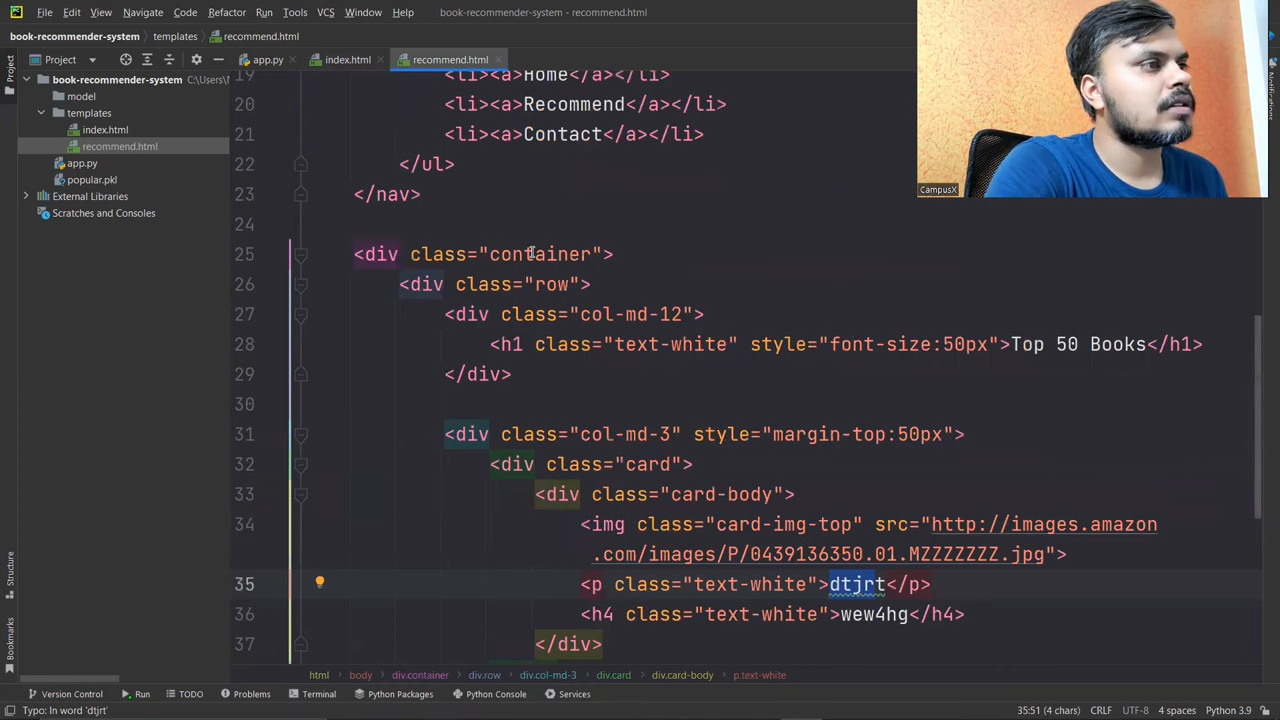 File Edit View Navigate Code Refactor Run Tools VCS Window Help book-recommender-system - recommend.html
book-recommender-system templates recommend.html
Project app.py index.html recommend.html
book-recommender-system C:\Users\N
model
templates
index.html
recommend.html
app.py
popular.pkl
External Libraries
Scratches and Consoles
Project
Structure
Bookmarks
Notifications
CampusX
19 <li><a>Home</a></li>
20 <li><a>Recommend</a></li>
21 <li><a>Contact</a></li>
22 </ul>
23 </nav>
24
25 <div class="container">
26 <div class="row">
27 <div class="col-md-12">
28 <h1 class="text-white" style="font-size:50px">Top 50 Books</h1>
29 </div>
30
31 <div class="col-md-3" style="margin-top:50px">
32 <div class="card">
33 <div class="card-body">
34 <img class="card-img-top" src="http://images.amazon
.com/images/P/0439136350.01.MZZZZZZZ.jpg">
35 <p class="text-white">dtjrt</p>
36 <h4 class="text-white">wew4hg</h4>
37 </div>
html body div.container div.row div.col-md-3 div.card div.card-body p.text-white
Version Control Run TODO Problems Terminal Python Packages Python Console Services
Typo: In word 'dtjrt' 35:51 (4 chars) CRLF UTF-8 4 spaces Python 3.9